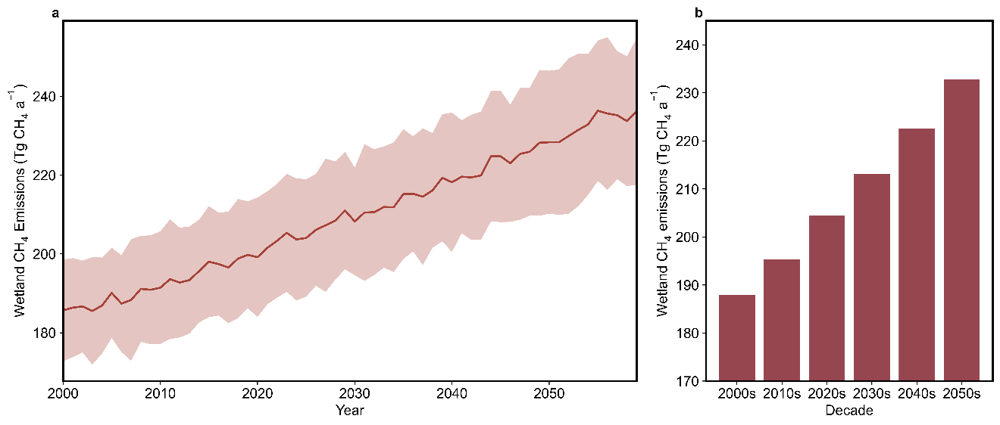 a
Wetland CH₄ Emissions (Tg CH₄ a⁻¹)
240
220
200
180
2000 2010 2020 2030 2040 2050
Year
b
Wetland CH₄ emissions (Tg CH₄ a⁻¹)
240
230
220
210
200
190
180
170
2000s 2010s 2020s 2030s 2040s 2050s
Decade